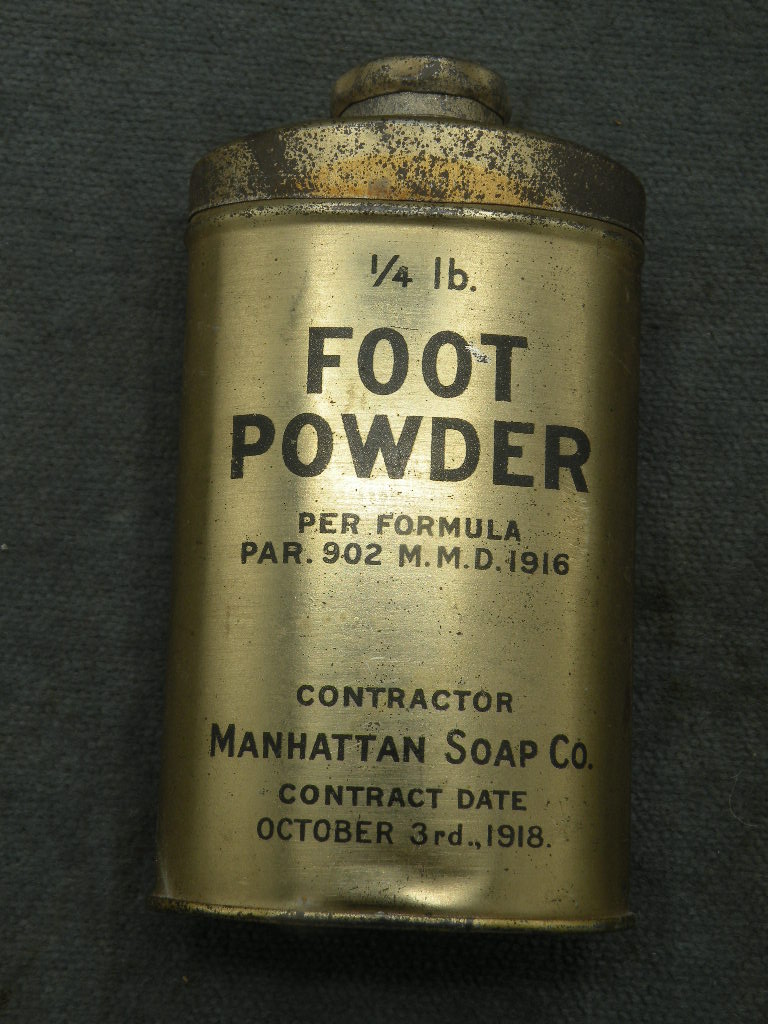 1/4 lb.
FOOT
POWDER
PER FORMULA
PAR. 902 M.M.D. 1916
CONTRACTOR
MANHATTAN SOAP CO.
CONTRACT DATE
OCTOBER 3rd., 1918.